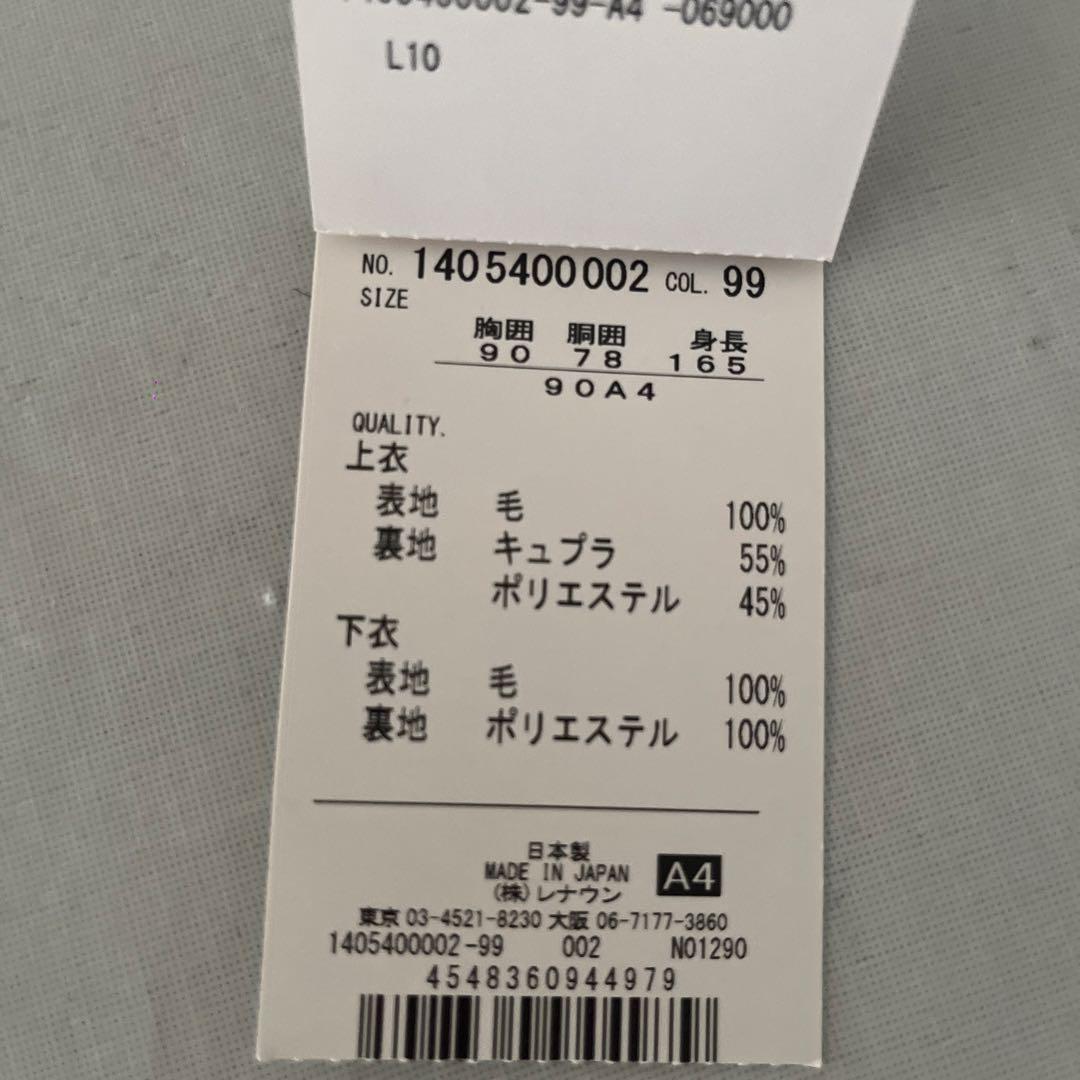 -99-A4 -069000
L10
NO. 1405400002 COL. 99
SIZE
胸囲 胴囲 身長
90 78 165
90A4
QUALITY.
上衣
表地 毛 100%
裏地 キュプラ 55%
ポリエステル 45%
下衣
表地 毛 100%
裏地 ポリエステル 100%
日本製
MADE IN JAPAN A4
(株)レナウン
東京 03-4521-8230 大阪 06-7177-3860
1405400002-99 002 N01290
4548360944979